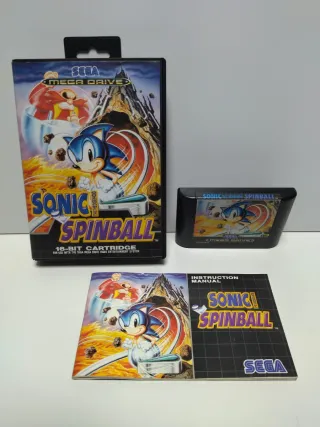 SEGA
MEGA DRIVE
SONIC
SPINBALL
16-BIT CARTRIDGE
SONIC SPINBALL
INSTRUCTION
MANUAL
SONIC
SPINBALL
SEGA